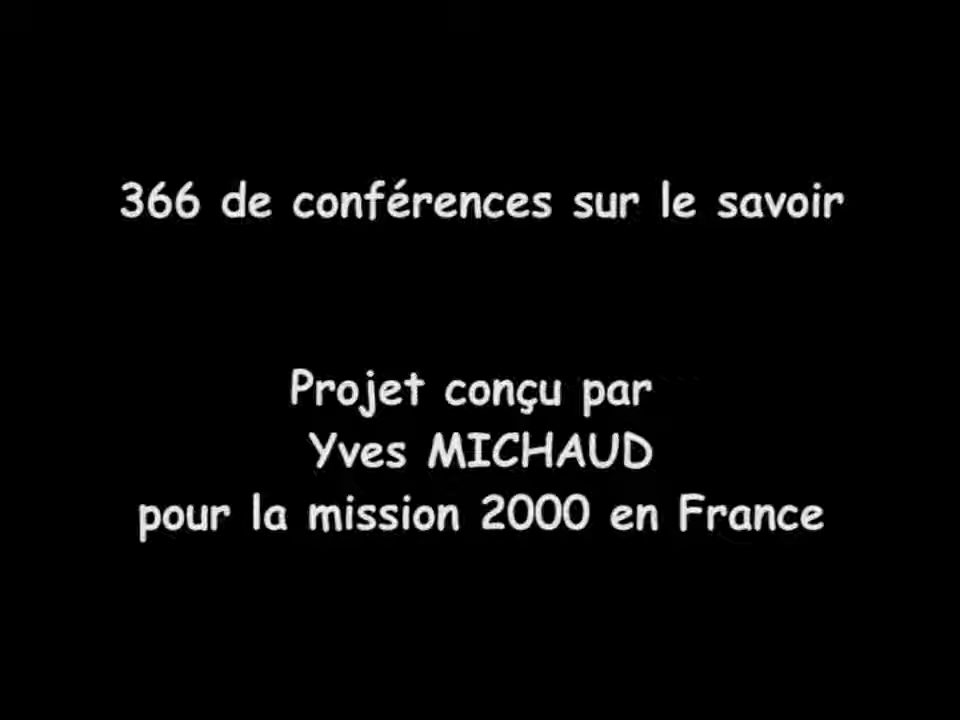 366 de conférences sur le savoir
Projet conçu par
Yves MICHAUD
pour la mission 2000 en France